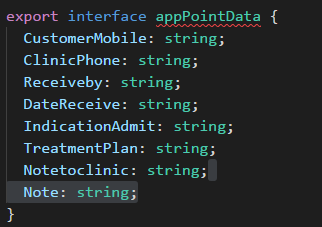 export interface appPointData {
CustomerMobile: string;
ClinicPhone: string;
Receiveby: string;
DateReceive: string;
IndicationAdmit: string;
TreatmentPlan: string;
Notetoclinic: string;
Note: string;
}